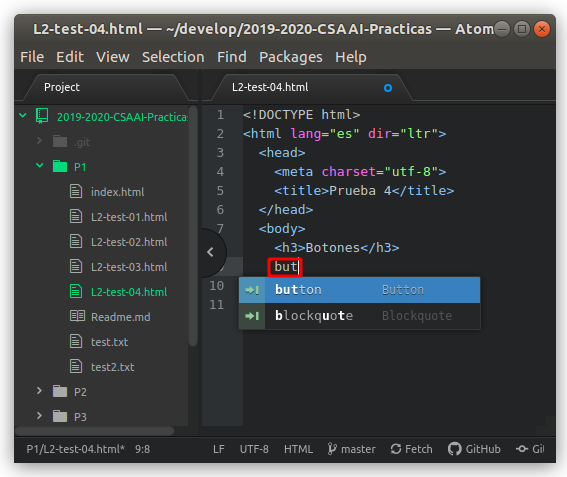 L2-test-04.html — ~/develop/2019-2020-CSAAI-Practicas — Atom
File Edit View Selection Find Packages Help
Project
2019-2020-CSAAI-Practicas
.git
P1
index.html
L2-test-01.html
L2-test-02.html
L2-test-03.html
L2-test-04.html
Readme.md
test.txt
test2.txt
P2
P3
L2-test-04.html
1 <!DOCTYPE html>
2 <html lang="es" dir="ltr">
3 <head>
4 <meta charset="utf-8">
5 <title>Prueba 4</title>
6 </head>
7 <body>
<h3>Botones</h3>
but
button Button
blockquote Blockquote
10
11
P1/L2-test-04.html* 9:8 LF UTF-8 HTML master Fetch GitHub Git